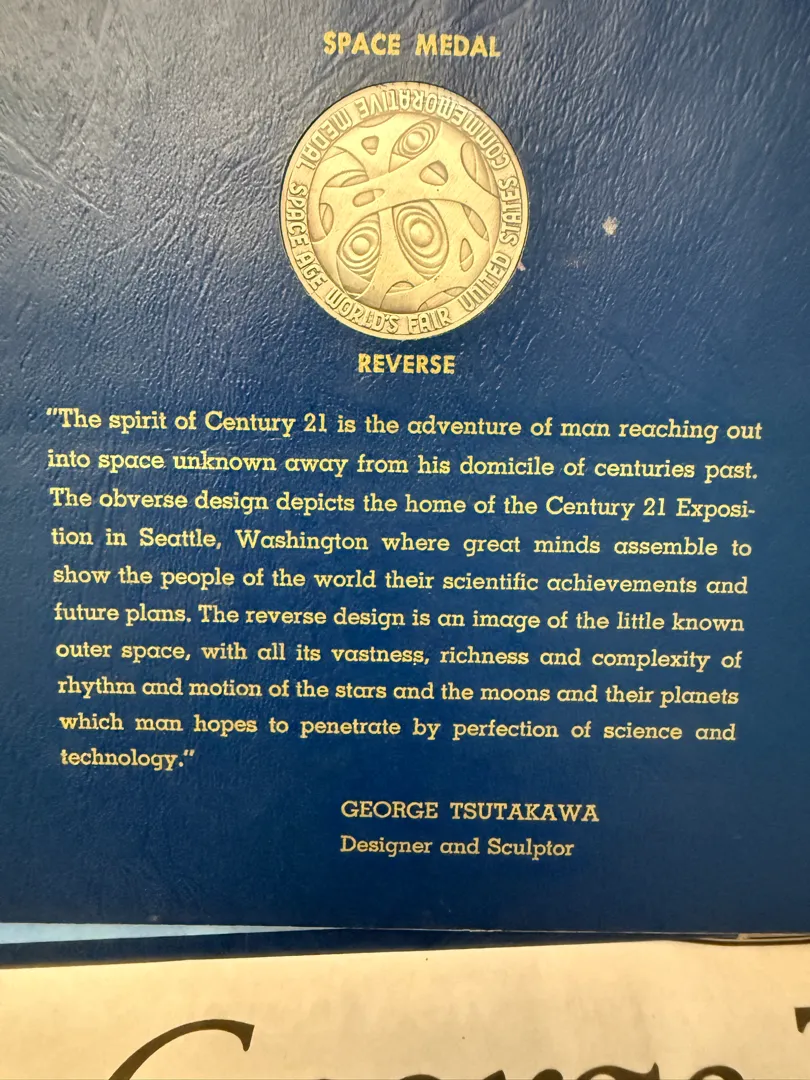 SPACE MEDAL
SPACE AGE WORLD'S FAIR UNITED STATES COMMEMORATIVE MEDAL
REVERSE
"The spirit of Century 21 is the adventure of man reaching out
into space unknown away from his domicile of centuries past.
The obverse design depicts the home of the Century 21 Exposi-
tion in Seattle, Washington where great minds assemble to
show the people of the world their scientific achievements and
future plans. The reverse design is an image of the little known
outer space, with all its vastness, richness and complexity of
rhythm and motion of the stars and the moons and their planets
which man hopes to penetrate by perfection of science and
technology."
GEORGE TSUTAKAWA
Designer and Sculptor